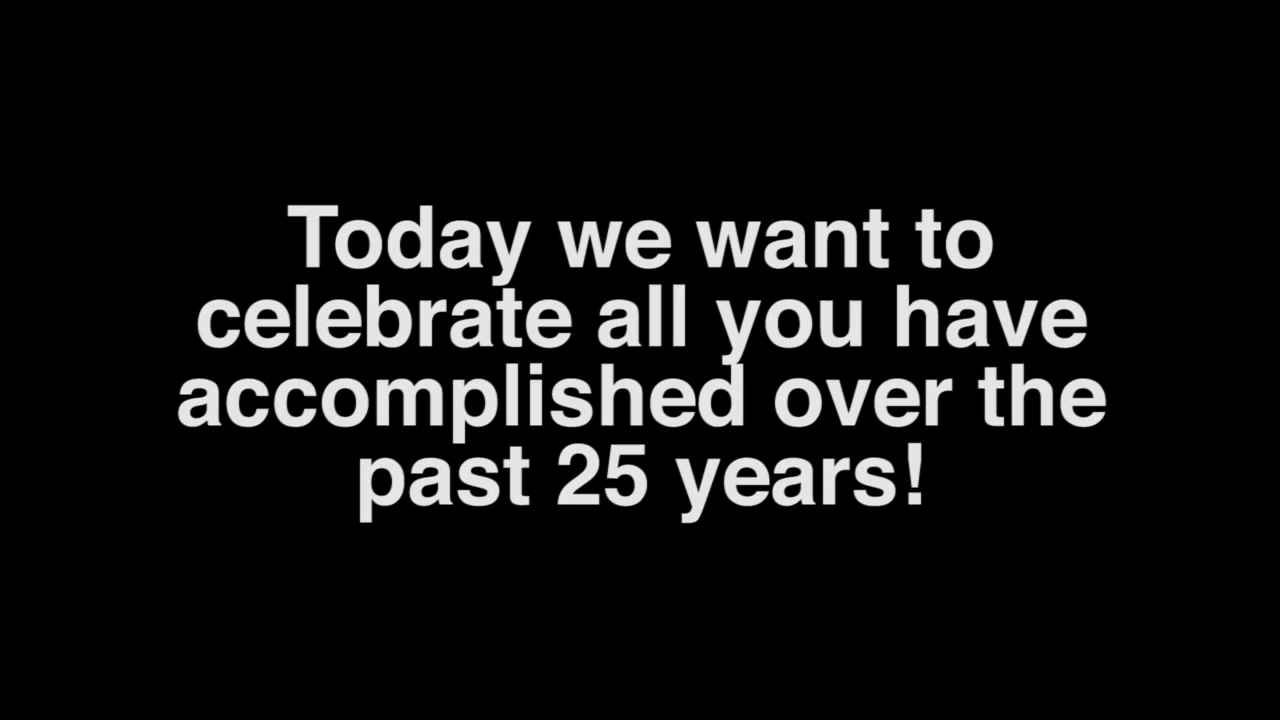 Today we want to
celebrate all you have
accomplished over the
past 25 years!